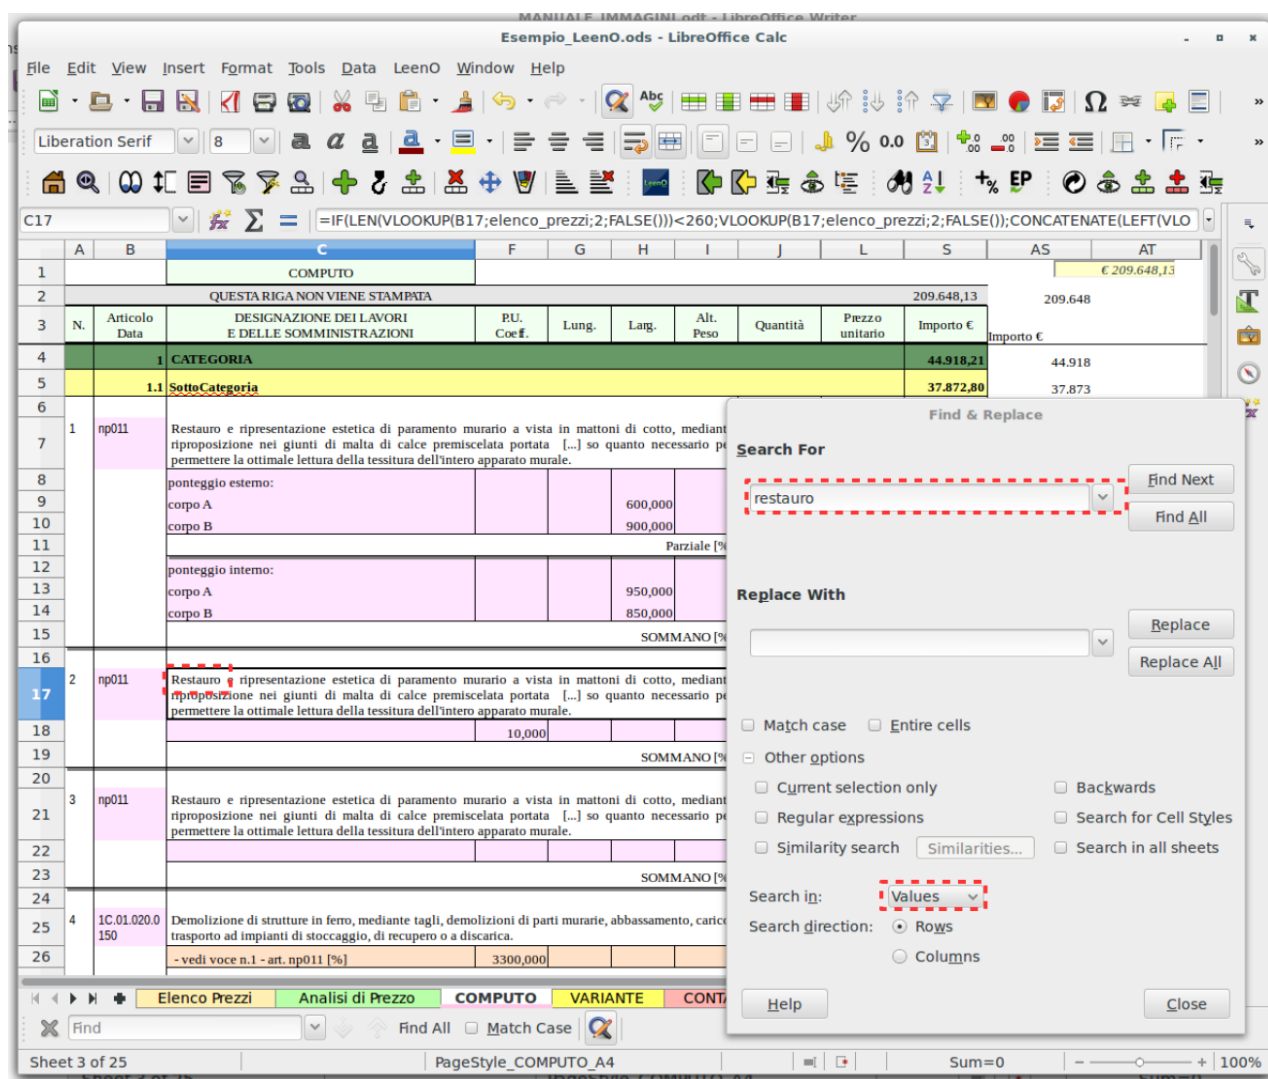 MANUALE_IMMAGINI.odt - LibreOffice Writer
Esempio_LeenO.ods - LibreOffice Calc
File Edit View Insert Format Tools Data LeenO Window Help
Liberation Serif 8
C17 =IF(LEN(VLOOKUP(B17;elenco_prezzi;2;FALSE()))<260;VLOOKUP(B17;elenco_prezzi;2;FALSE());CONCATENATE(LEFT(VLO
A B C F G H I J L S AS AT
1 COMPUTO € 209.648,13
2 QUESTA RIGA NON VIENE STAMPATA 209.648,13 209.648
3 N. Articolo Data DESIGNAZIONE DEI LAVORI E DELLE SOMMINISTRAZIONI P.U. Coeff. Lung. Larg. Alt. Peso Quantità Prezzo unitario Importo € Importo €
4 1 CATEGORIA 44.918,21 44.918
5 1.1 SottoCategoria 37.872,80 37.873
6
7 1 np011 Restauro e ripresentazione estetica di paramento murario a vista in mattoni di cotto, mediant
riproposizione nei giunti di malta di calce premiscelata portata [...] so quanto necessario pe
permettere la ottimale lettura della tessitura dell'intero apparato murale.
8 ponteggio esterno:
9 corpo A 600,000
10 corpo B 900,000
11 Parziale [%
12 ponteggio interno:
13 corpo A 950,000
14 corpo B 850,000
15 SOMMANO [%
16
17 2 np011 Restauro e ripresentazione estetica di paramento murario a vista in mattoni di cotto, mediant
riproposizione nei giunti di malta di calce premiscelata portata [...] so quanto necessario pe
permettere la ottimale lettura della tessitura dell'intero apparato murale.
18 10,000
19 SOMMANO [%
20
21 3 np011 Restauro e ripresentazione estetica di paramento murario a vista in mattoni di cotto, mediant
riproposizione nei giunti di malta di calce premiscelata portata [...] so quanto necessario pe
permettere la ottimale lettura della tessitura dell'intero apparato murale.
22
23 SOMMANO [%
24
25 4 1C.01.020.0 150 Demolizione di strutture in ferro, mediante tagli, demolizioni di parti murarie, abbassamento, carico
trasporto ad impianti di stoccaggio, di recupero o a discarica.
26 - vedi voce n.1 - art. np011 [%] 3300,000
Find & Replace
Search For
restauro
Find Next
Find All
Replace With
Replace
Replace All
Match case Entire cells
Other options
Current selection only Backwards
Regular expressions Search for Cell Styles
Similarity search Similarities... Search in all sheets
Search in: Values
Search direction: Rows
Columns
Help Close
Elenco Prezzi Analisi di Prezzo COMPUTO VARIANTE CONT
Find Find All Match Case
Sheet 3 of 25 PageStyle_COMPUTO_A4 Sum=0 100%